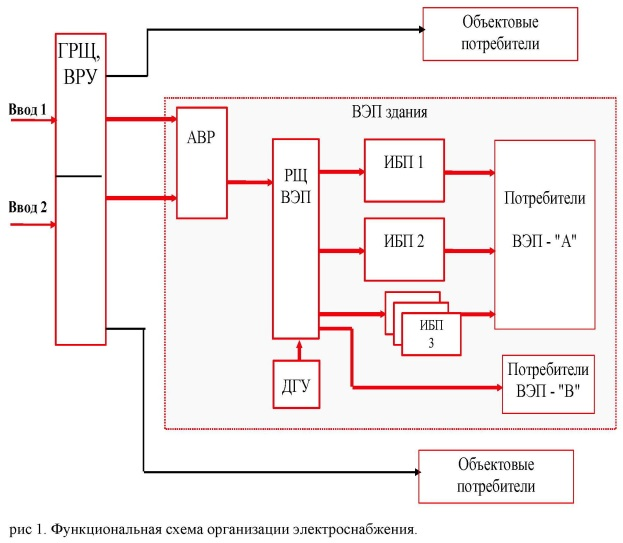 Объектовые
потребители
ГРЩ,
ВРУ
Ввод 1
Ввод 2
ВЭП здания
АВР
РЩ
ВЭП
ИБП 1
ИБП 2
ИБП
3
Потребители
ВЭП - "А"
ДГУ
Потребители
ВЭП - "В"
Объектовые
потребители
рис 1. Функциональная схема организации электроснабжения.